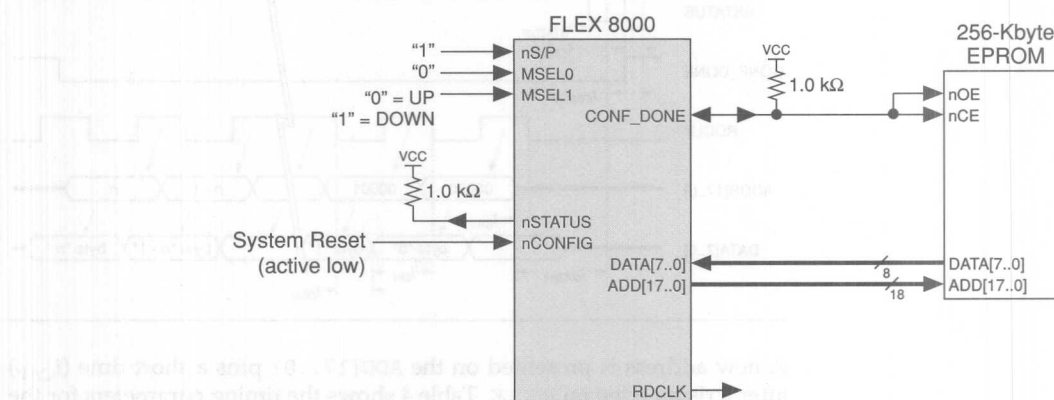 FLEX 8000
256-Kbyte
EPROM
"1"
nS/P
"0"
MSEL0
"0" = UP
MSEL1
"1" = DOWN
VCC
1.0 kΩ
CONF_DONE
nOE
nCE
VCC
1.0 kΩ
nSTATUS
System Reset
(active low)
nCONFIG
DATA[7..0]
8
DATA[7..0]
ADD[17..0]
18
ADD[17..0]
RDCLK